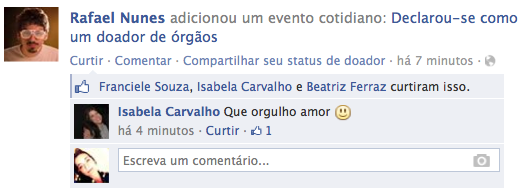 Rafael Nunes adicionou um evento cotidiano: Declarou-se como
um doador de órgãos
Curtir · Comentar · Compartilhar seu status de doador · há 7 minutos ·
Franciele Souza, Isabela Carvalho e Beatriz Ferraz curtiram isso.
Isabela Carvalho Que orgulho amor
há 4 minutos · Curtir · 1
Escreva um comentário...